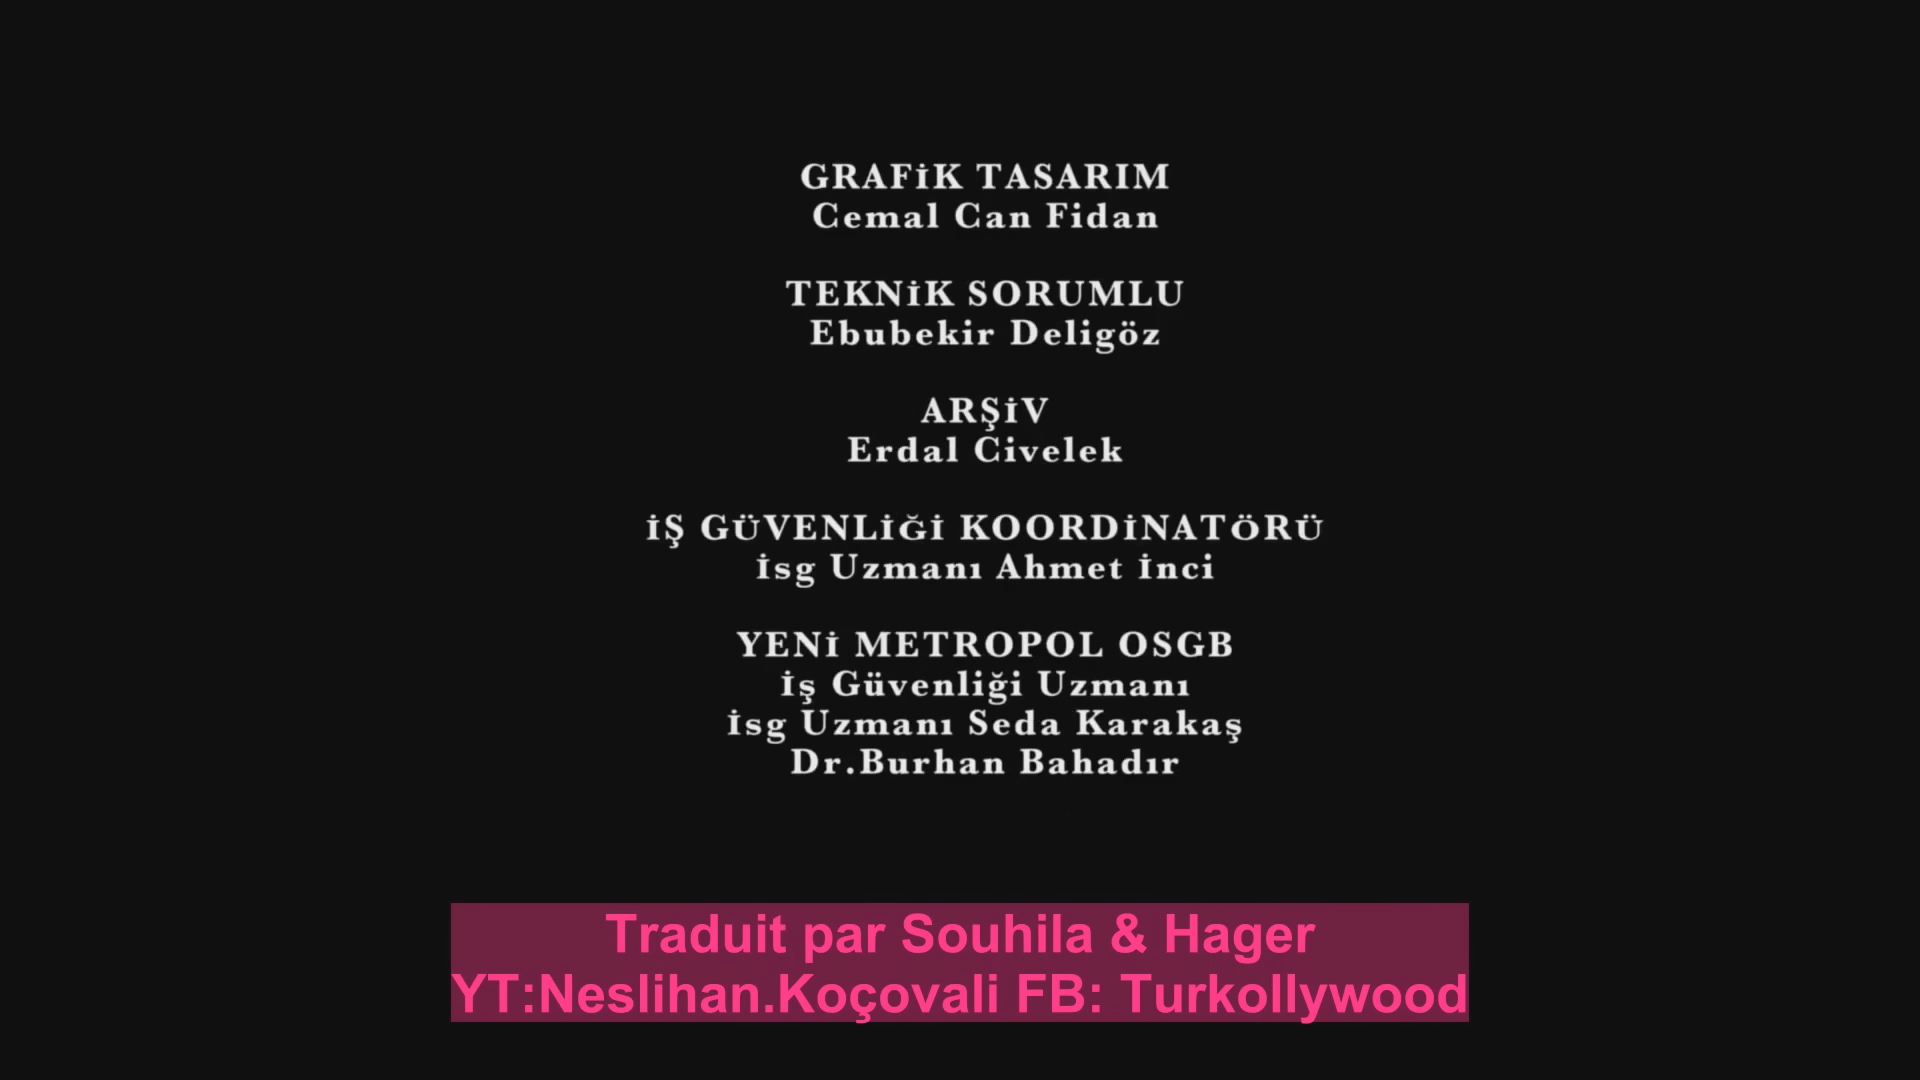 GRAFİK TASARIM
Cemal Can Fidan
TEKNİK SORUMLU
Ebubekir Deligöz
ARŞİV
Erdal Civelek
İŞ GÜVENLİĞİ KOORDİNATÖRÜ
İsg Uzmanı Ahmet İnci
YENİ METROPOL OSGB
İş Güvenliği Uzmanı
İsg Uzmanı Seda Karakaş
Dr.Burhan Bahadır
Traduit par Souhila & Hager
YT:Neslihan.Koçovali FB: Turkollywood